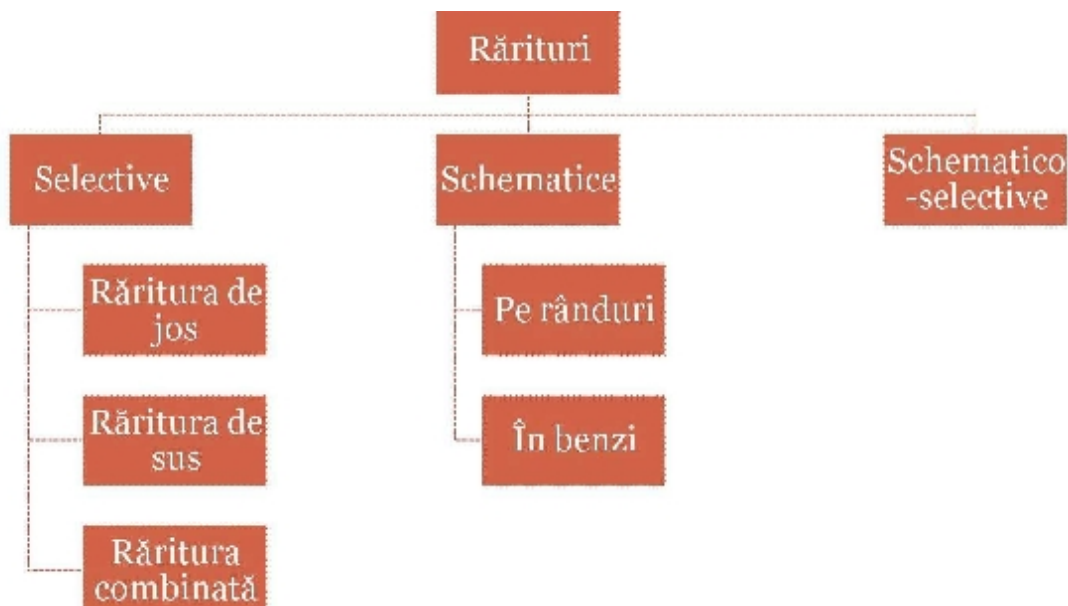 Rărituri
Selective
Schematice
Schematico
-selective
Răritura de
jos
Pe rânduri
Răritura de
sus
În benzi
Răritura
combinată